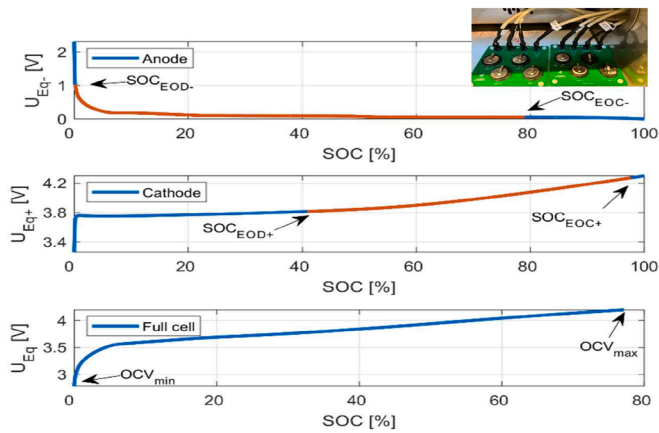 U_Eq- [V]
2
1
0
Anode
SOC_EOD-
SOC_EOC-
0 20 40 60 80 100
SOC [%]
U_Eq+ [V]
4.2
3.8
3.4
Cathode
SOC_EOD+
SOC_EOC+
0 20 40 60 80 100
SOC [%]
U_Eq [V]
4
3.5
3
Full cell
OCV_min
OCV_max
0 20 40 60 80
SOC [%]